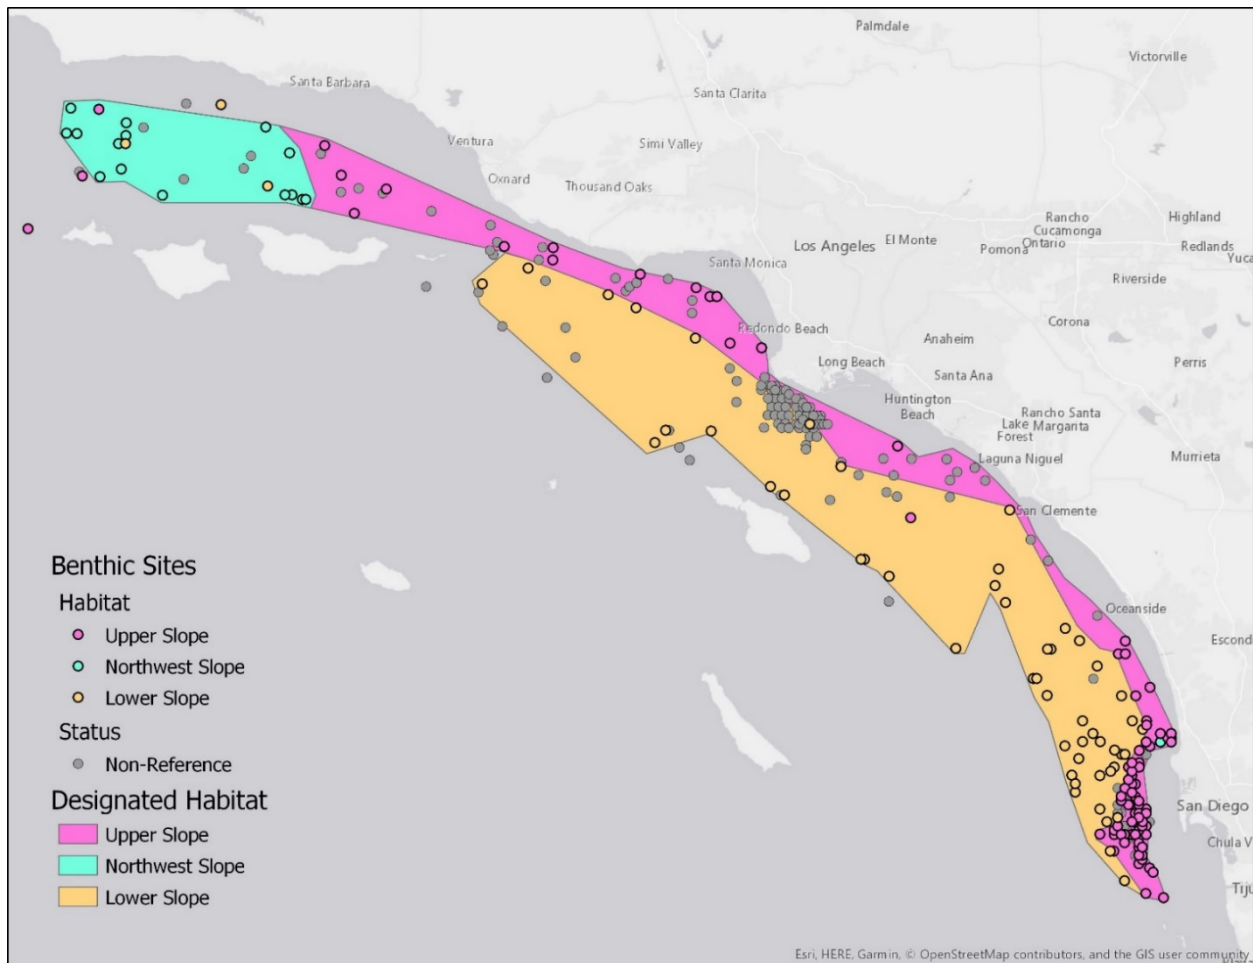 Palmdale
Victorville
Santa Barbara
Santa Clarita
Ventura
Simi Valley
Oxnard
Thousand Oaks
Rancho
Cucamonga
Highland
Los Angeles
El Monte
Pomona
Ontario
Redlands
Yuca
Santa Monica
Riverside
Corona
Redondo Beach
Anaheim
Long Beach
Perris
Santa Ana
Huntington
Beach
Rancho Santa
Margarita
Lake
Forest
Murrieta
Laguna Niguel
San Clemente
Oceanside
Escond
San Diego
Chula V
Tiju
Benthic Sites
Habitat
Upper Slope
Northwest Slope
Lower Slope
Status
Non-Reference
Designated Habitat
Upper Slope
Northwest Slope
Lower Slope
Esri, HERE, Garmin, © OpenStreetMap contributors, and the GIS user community